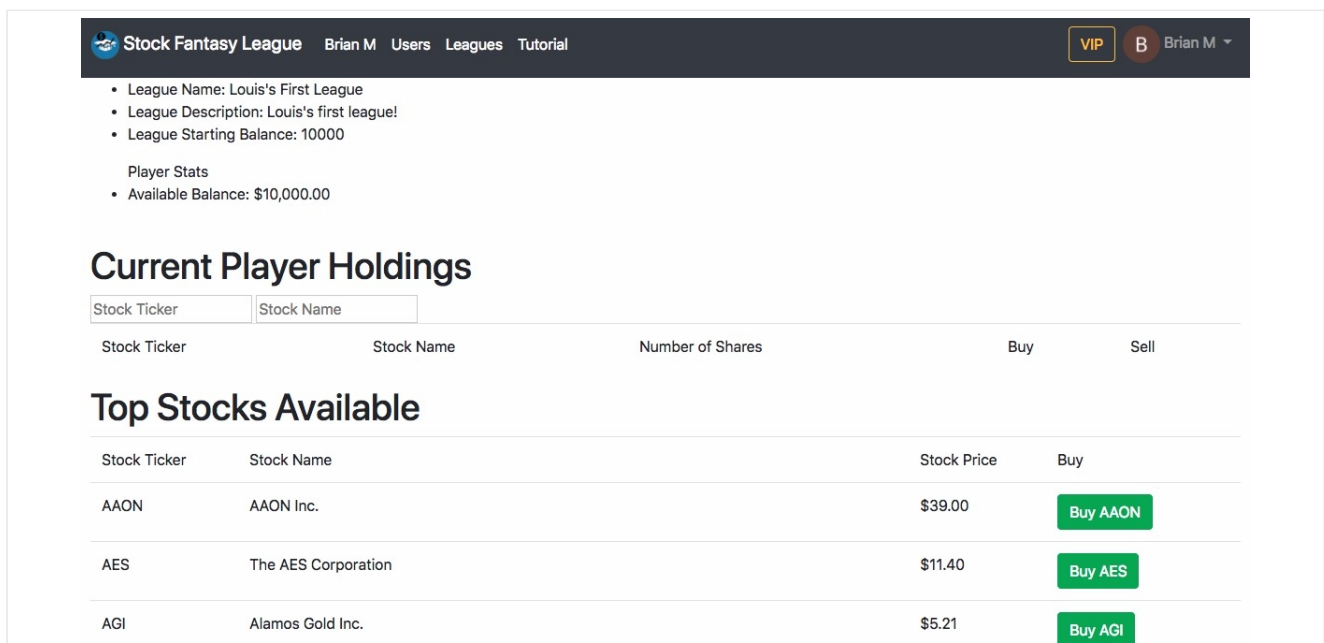 Stock Fantasy League Brian M Users Leagues Tutorial VIP B Brian M
League Name: Louis's First League
League Description: Louis's first league!
League Starting Balance: 10000
Player Stats
Available Balance: $10,000.00
Current Player Holdings
Stock Ticker Stock Name
Stock Ticker Stock Name Number of Shares Buy Sell
Top Stocks Available
Stock Ticker Stock Name Stock Price Buy
AAON AAON Inc. $39.00 Buy AAON
AES The AES Corporation $11.40 Buy AES
AGI Alamos Gold Inc. $5.21 Buy AGI